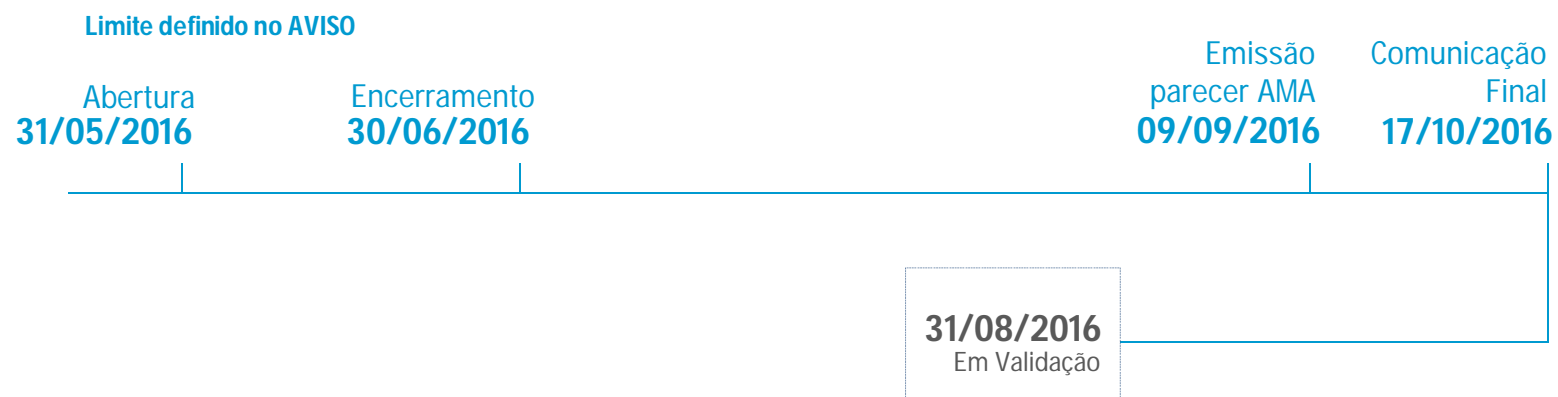 Limite definido no AVISO
Abertura
31/05/2016
Encerramento
30/06/2016
Emissão
parecer AMA
09/09/2016
Comunicação
Final
17/10/2016
31/08/2016
Em Validação